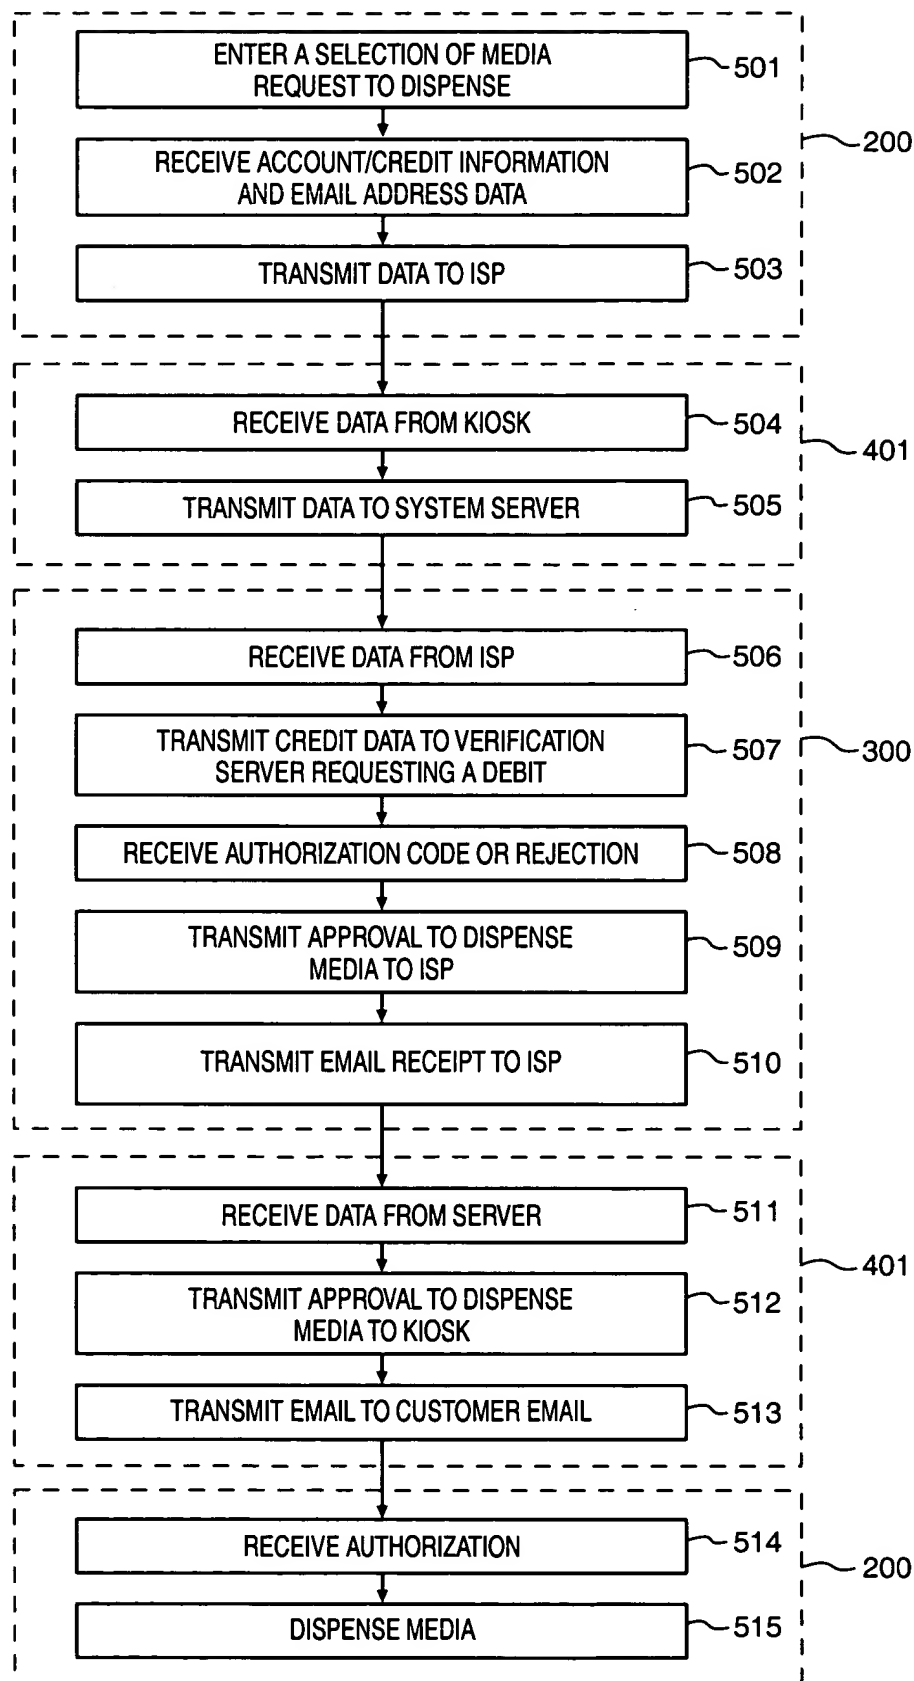 ENTER A SELECTION OF MEDIA
REQUEST TO DISPENSE
501
200
RECEIVE ACCOUNT/CREDIT INFORMATION
AND EMAIL ADDRESS DATA
502
TRANSMIT DATA TO ISP
503
RECEIVE DATA FROM KIOSK
504
401
TRANSMIT DATA TO SYSTEM SERVER
505
RECEIVE DATA FROM ISP
506
TRANSMIT CREDIT DATA TO VERIFICATION
SERVER REQUESTING A DEBIT
507
300
RECEIVE AUTHORIZATION CODE OR REJECTION
508
TRANSMIT APPROVAL TO DISPENSE
MEDIA TO ISP
509
TRANSMIT EMAIL RECEIPT TO ISP
510
RECEIVE DATA FROM SERVER
511
401
TRANSMIT APPROVAL TO DISPENSE
MEDIA TO KIOSK
512
TRANSMIT EMAIL TO CUSTOMER EMAIL
513
RECEIVE AUTHORIZATION
514
200
DISPENSE MEDIA
515